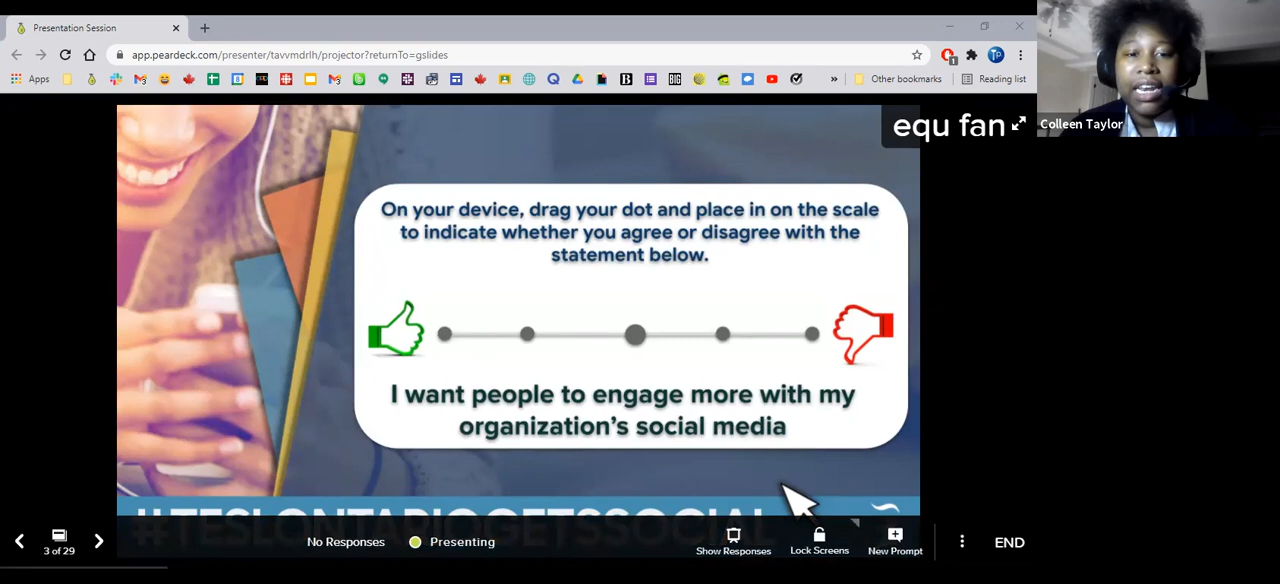 Presentation Session
app.peardeck.com/presenter/tavvmdrlh/projector?returnTo=gslides
Apps
Other bookmarks
Reading list
equ fan
Colleen Taylor
On your device, drag your dot and place in on the scale
to indicate whether you agree or disagree with the
statement below.
I want people to engage more with my
organization's social media
#TESLONTARIOGETSSOCIAL
3 of 29
No Responses
Presenting
Show Responses
Lock Screens
New Prompt
END